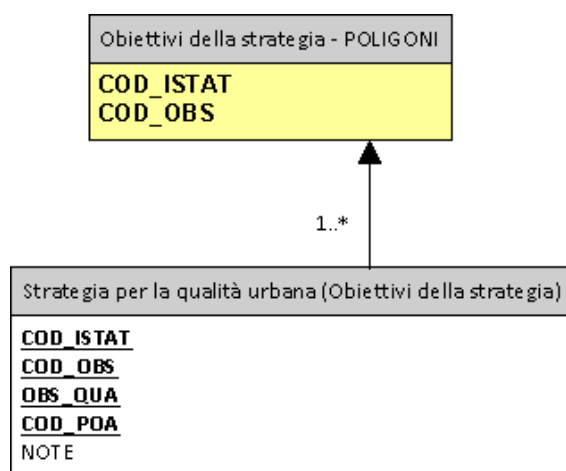 Obiettivi della strategia - POLIGONI
COD_ISTAT
COD_OBS
1..*
Strategia per la qualità urbana (Obiettivi della strategia)
COD_ISTAT
COD_OBS
OBS_QUA
COD_POA
NOTE